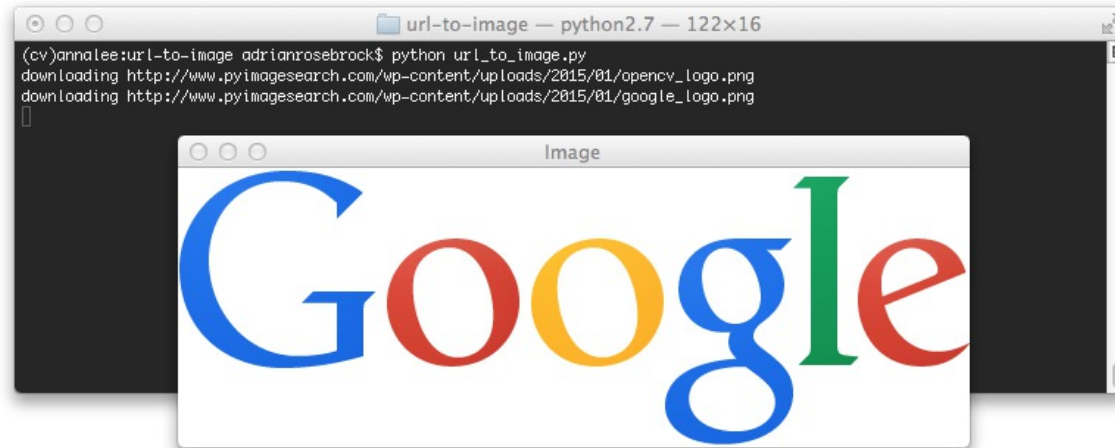 url-to-image — python2.7 — 122×16
(cv)annalee:url-to-image adrianrosebrock$ python url_to_image.py
downloading http://www.pyimagesearch.com/wp-content/uploads/2015/01/opencv_logo.png
downloading http://www.pyimagesearch.com/wp-content/uploads/2015/01/google_logo.png
Image
Google